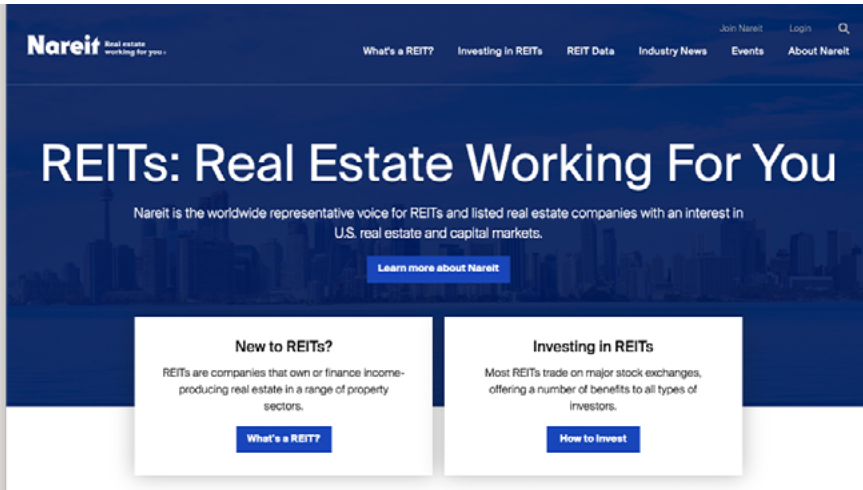 Join Nareit Login
Nareit Real estate
working for you.
What's a REIT? Investing in REITs REIT Data Industry News Events About Nareit
REITs: Real Estate Working For You
Nareit is the worldwide representative voice for REITs and listed real estate companies with an interest in
U.S. real estate and capital markets.
Learn more about Nareit
New to REITs?
REITs are companies that own or finance income-
producing real estate in a range of property
sectors.
What's a REIT?
Investing in REITs
Most REITs trade on major stock exchanges,
offering a number of benefits to all types of
investors.
How to Invest